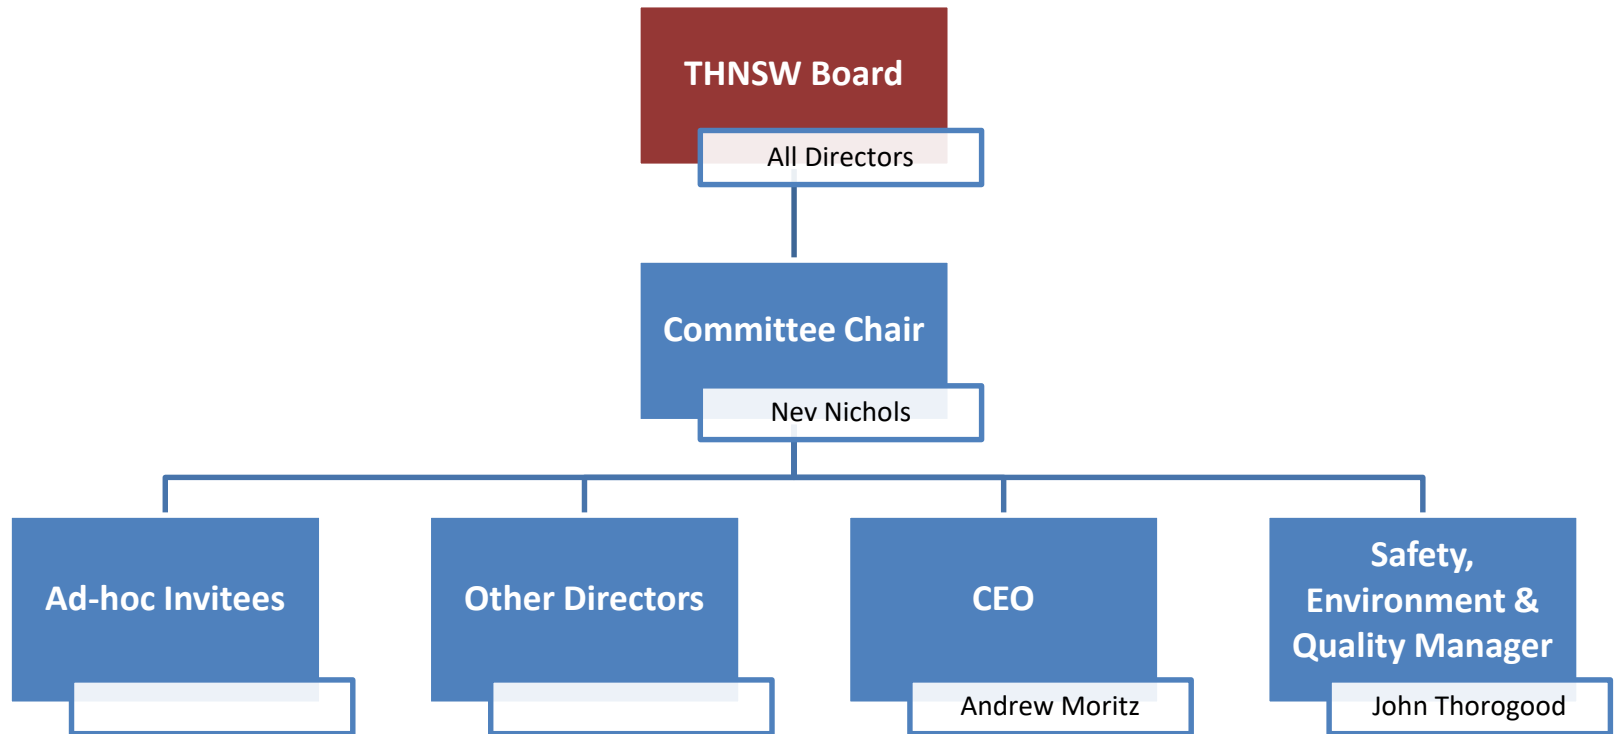 THNSW Board
All Directors
Committee Chair
Nev Nichols
Ad-hoc Invitees
Other Directors
CEO
Andrew Moritz
Safety,
Environment &
Quality Manager
John Thorogood